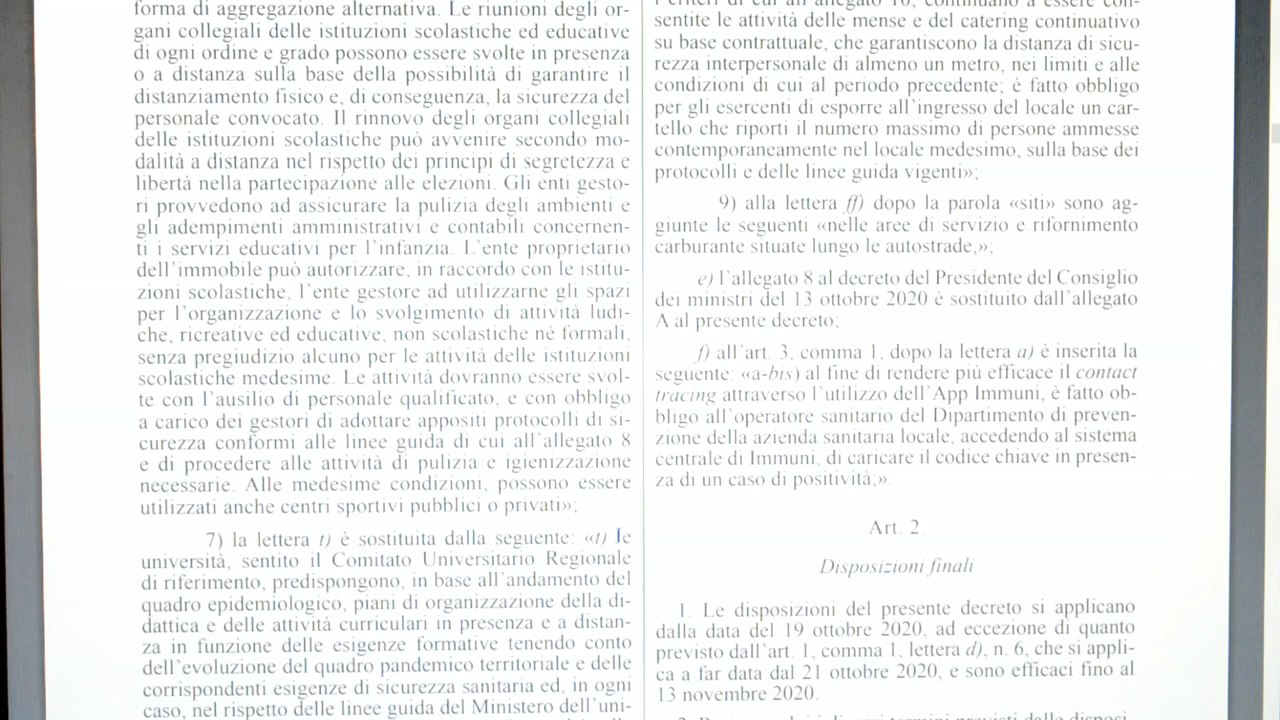 forma di aggregazione alternativa. Le riunioni degli or-
gani collegiali delle istituzioni scolastiche ed educative
di ogni ordine e grado possono essere svolte in presenza
o a distanza sulla base della possibilità di garantire il
distanziamento fisico e, di conseguenza, la sicurezza del
personale convocato. Il rinnovo degli organi collegiali
delle istituzioni scolastiche può avvenire secondo mo-
dalità a distanza nel rispetto dei principi di segretezza e
libertà nella partecipazione alle elezioni. Gli enti gesto-
ri provvedono ad assicurare la pulizia degli ambienti e
gli adempimenti amministrativi e contabili concernen-
ti i servizi educativi per l'infanzia. L'ente proprietario
dell'immobile può autorizzare, in raccordo con le istitu-
zioni scolastiche, l'ente gestore ad utilizzarne gli spazi
per l'organizzazione e lo svolgimento di attività ludi-
che, ricreative ed educative, non scolastiche né formali,
senza pregiudizio alcuno per le attività delle istituzioni
scolastiche medesime. Le attività dovranno essere svol-
te con l'ausilio di personale qualificato, e con obbligo
a carico dei gestori di adottare appositi protocolli di si-
curezza conformi alle linee guida di cui all'allegato 8
e di procedere alle attività di pulizia e igienizzazione
necessarie. Alle medesime condizioni, possono essere
utilizzati anche centri sportivi pubblici o privati»;
7) la lettera t) è sostituita dalla seguente: «t) le
università, sentito il Comitato Universitario Regionale
di riferimento, predispongono, in base all'andamento del
quadro epidemiologico, piani di organizzazione della di-
dattica e delle attività curriculari in presenza e a distan-
za in funzione delle esigenze formative tenendo conto
dell'evoluzione del quadro pandemico territoriale e delle
corrispondenti esigenze di sicurezza sanitaria ed, in ogni
caso, nel rispetto delle linee guida del Ministero dell'uni-
i criteri di cui all'allegato 10, continuano a essere con-
sentite le attività delle mense e del catering continuativo
su base contrattuale, che garantiscono la distanza di sicu-
rezza interpersonale di almeno un metro, nei limiti e alle
condizioni di cui al periodo precedente; è fatto obbligo
per gli esercenti di esporre all'ingresso del locale un car-
tello che riporti il numero massimo di persone ammesse
contemporaneamente nel locale medesimo, sulla base dei
protocolli e delle linee guida vigenti»;
9) alla lettera ff) dopo la parola «siti» sono ag-
giunte le seguenti «nelle aree di servizio e rifornimento
carburante situate lungo le autostrade,»;
e) l'allegato 8 al decreto del Presidente del Consiglio
dei ministri del 13 ottobre 2020 è sostituito dall'allegato
A al presente decreto;
f) all'art. 3, comma 1, dopo la lettera a) è inserita la
seguente: «a-bis) al fine di rendere più efficace il contact
tracing attraverso l'utilizzo dell'App Immuni, è fatto ob-
bligo all'operatore sanitario del Dipartimento di preven-
zione della azienda sanitaria locale, accedendo al sistema
centrale di Immuni, di caricare il codice chiave in presen-
za di un caso di positività;».
Art. 2.
Disposizioni finali
1. Le disposizioni del presente decreto si applicano
dalla data del 19 ottobre 2020, ad eccezione di quanto
previsto dall'art. 1, comma 1, lettera d), n. 6, che si appli-
ca a far data dal 21 ottobre 2020, e sono efficaci fino al
13 novembre 2020.